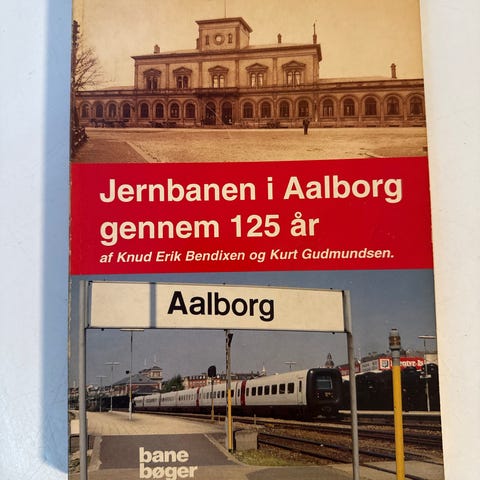 Jernbanen i Aalborg
gennem 125 år
af Knud Erik Bendixen og Kurt Gudmundsen.
Aalborg
bane
bøger